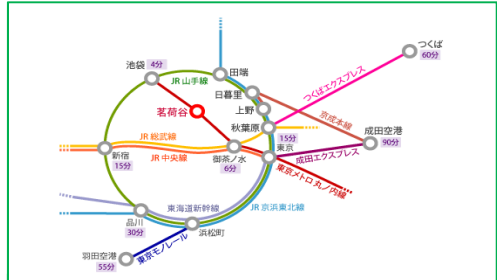 つくば
60分
池袋
4分
田端
JR 山手線
日暮里
つくばエクスプレス
上野
茗荷谷
京成本線
秋葉原
JR 総武線
15分
成田空港
90分
JR 中央線
東京
新宿
15分
御茶ノ水
6分
成田エクスプレス
東京メトロ 丸ノ内線
東海道新幹線
JR 京浜東北線
品川
30分
浜松町
東京モノレール
羽田空港
55分